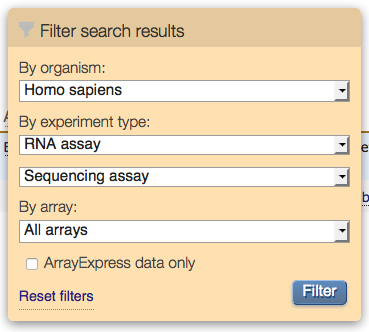 Filter search results
By organism:
Homo sapiens
By experiment type:
RNA assay
Sequencing assay
By array:
All arrays
ArrayExpress data only
Reset filters
Filter